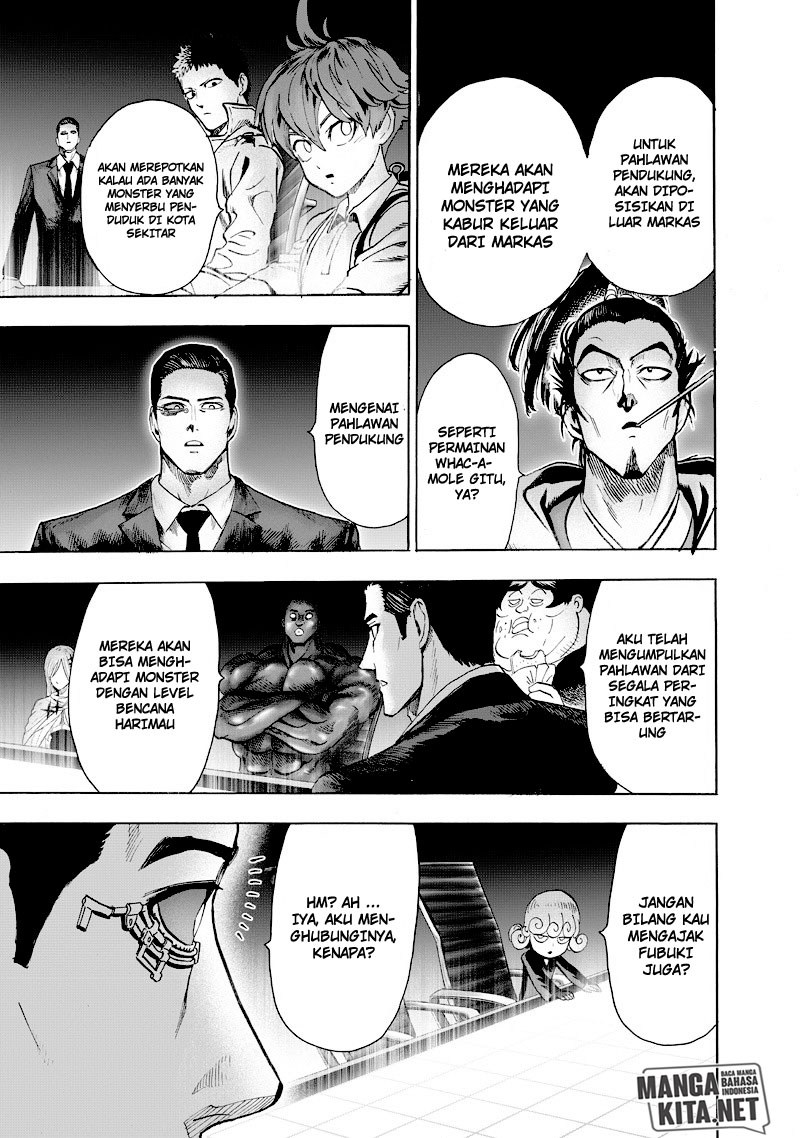 UNTUK
PAHLAWAN
PENDUKUNG,
AKAN DIPO-
SISIKAN DI
LUAR MARKAS
MEREKA AKAN
MENGHADAPI
MONSTER YANG
KABUR KELUAR
DARI MARKAS
SEPERTI
PERMAINAN
WHAC-A-
MOLE GITU,
YA?
AKAN MEREPOTKAN
KALAU ADA BANYAK
MONSTER YANG
MENYERBU PEN-
DUDUK DI KOTA
SEKITAR
MENGENAI
PAHLAWAN
PENDUKUNG
AKU TELAH
MENGUMPULKAN
PAHLAWAN DARI
SEGALA PER-
INGKAT YANG
BISA BERTAR-
UNG
MEREKA AKAN
BISA MENGH-
ADAPI MONSTER
DENGAN LEVEL
BENCANA
HARIMAU
JANGAN
BILANG KAU
MENGAJAK
FUBUKI
JUGA?
HM? AH ...
IYA, AKU MEN-
GHUBUNGINYA,
KENAPA?
MANGA
KITA.NET
BACA MANGA
BAHASA
INDONESIA